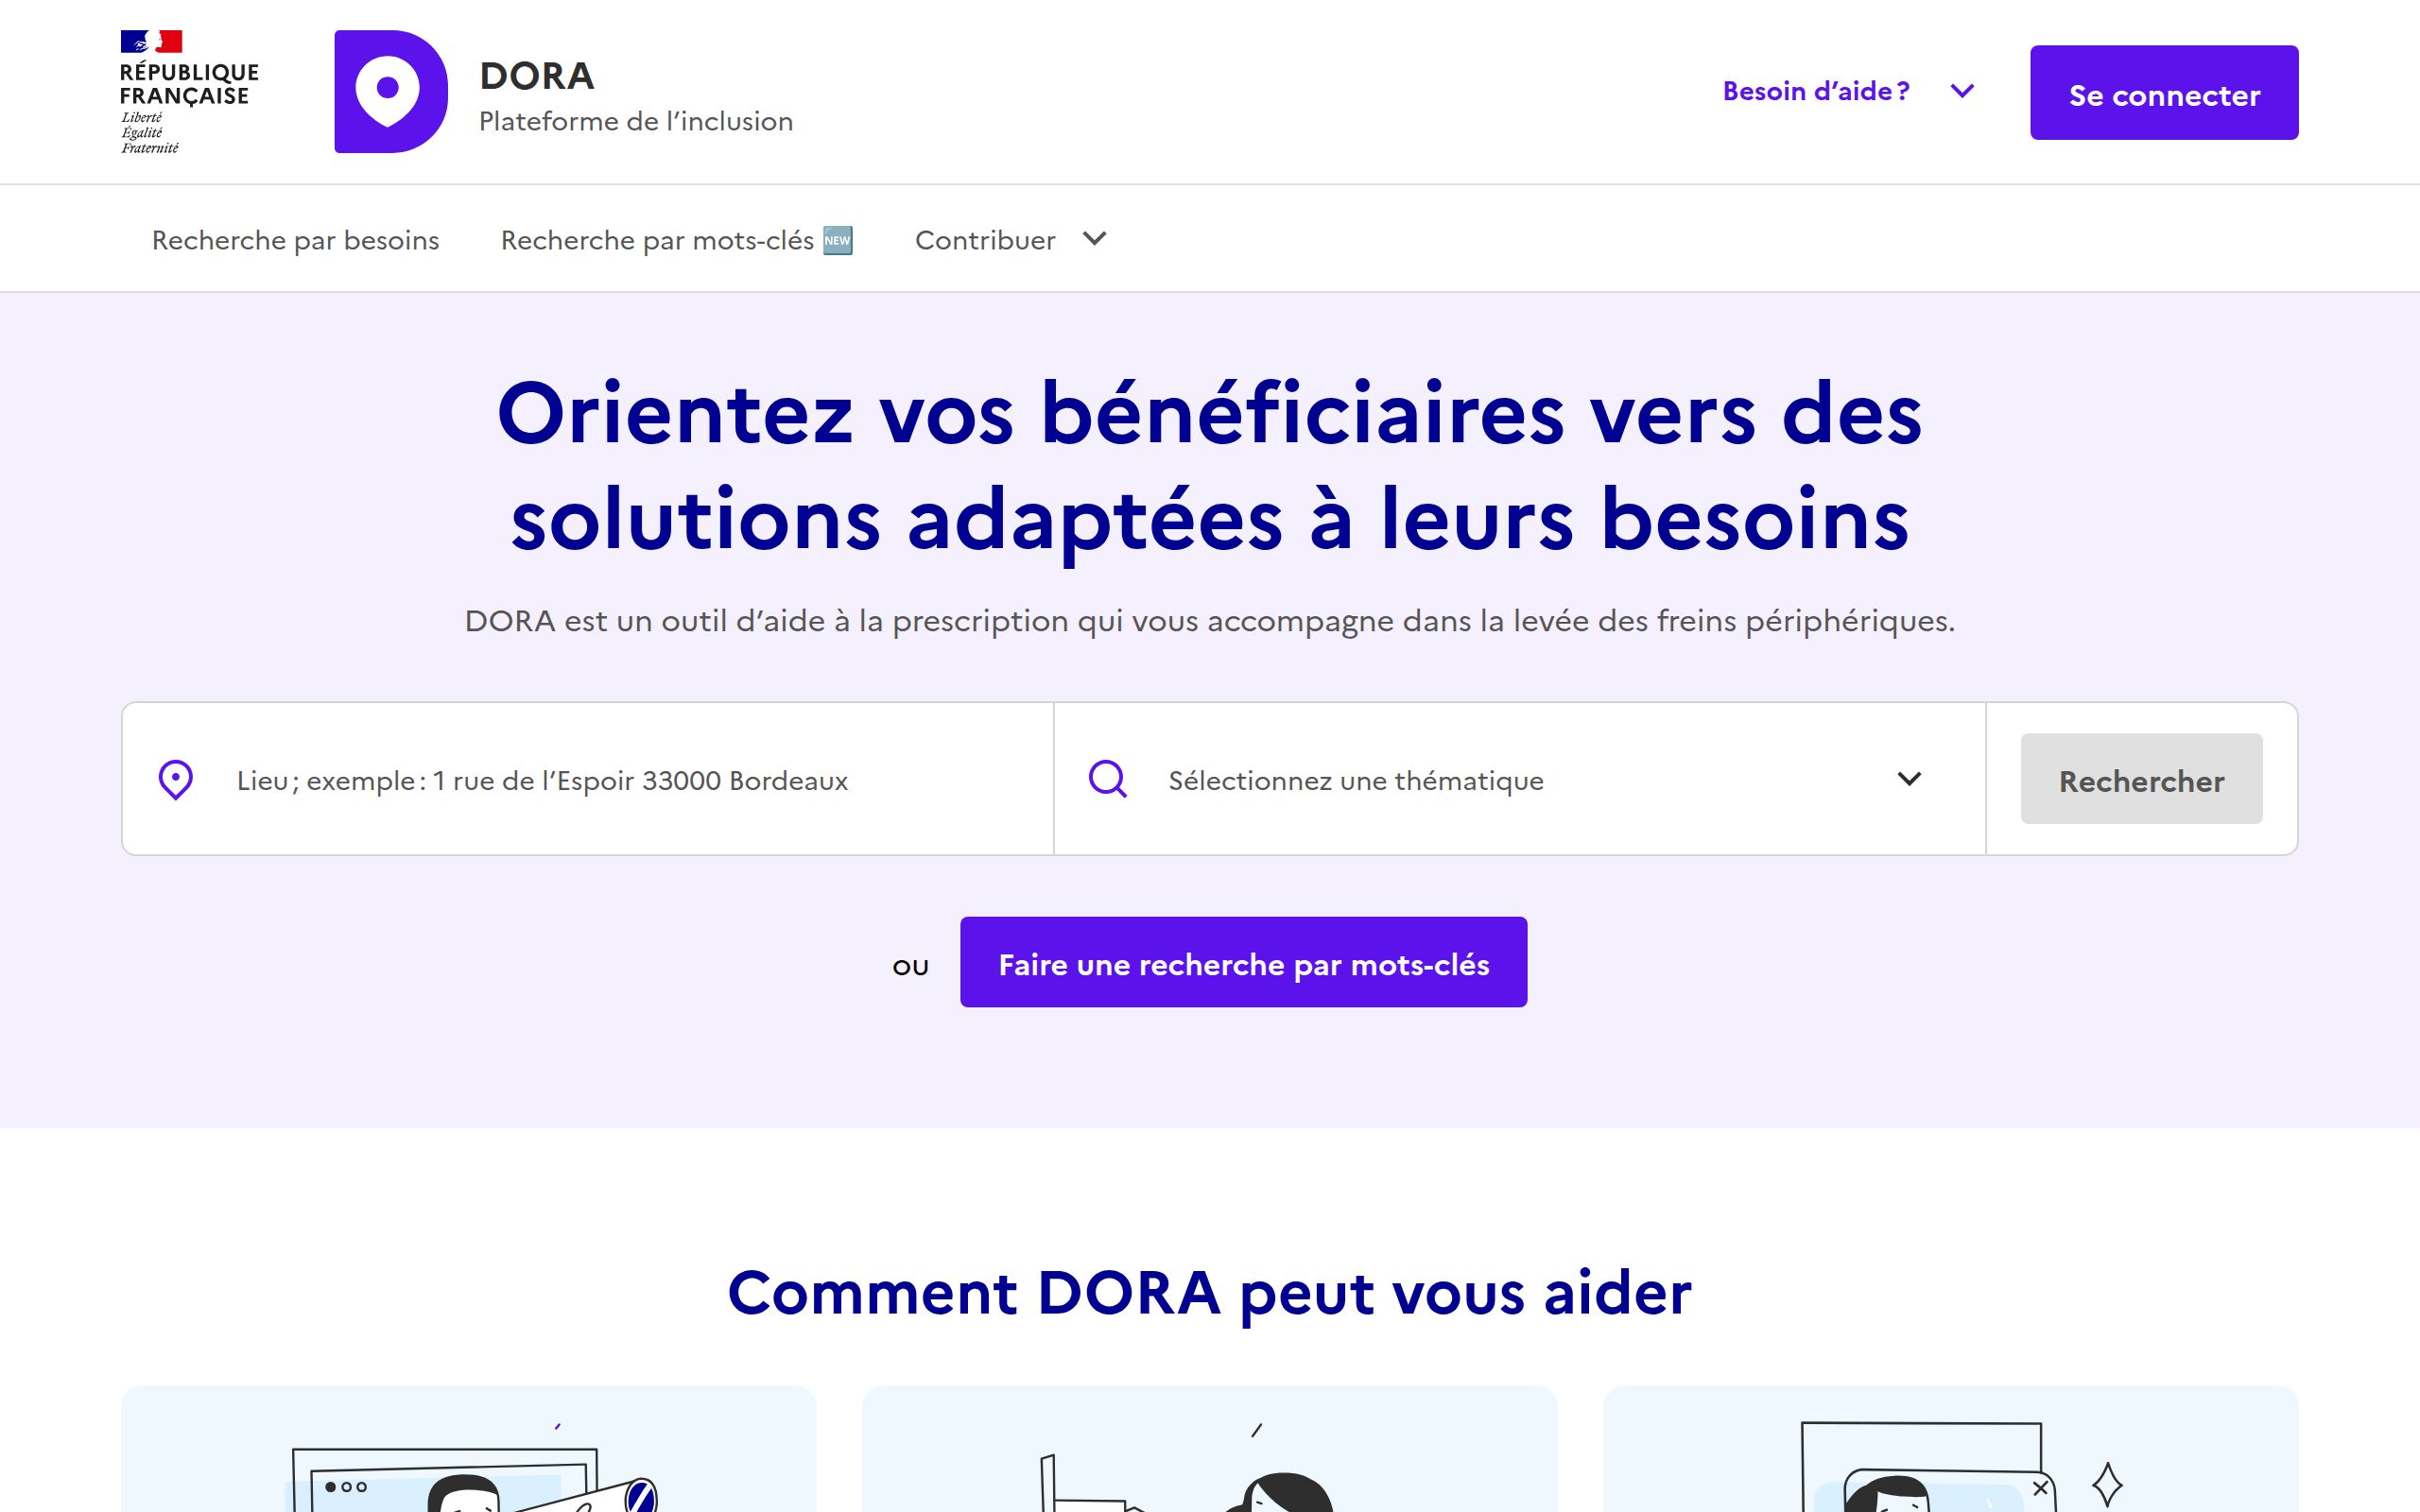 RÉPUBLIQUE
FRANÇAISE
Liberté
Égalité
Fraternité
DORA
Plateforme de l’inclusion
Besoin d’aide ?
Se connecter
Recherche par besoins
Recherche par mots-clés 🆕
Contribuer
Orientez vos bénéficiaires vers des
solutions adaptées à leurs besoins
DORA est un outil d’aide à la prescription qui vous accompagne dans la levée des freins périphériques.
Lieu ; exemple : 1 rue de l’Espoir 33000 Bordeaux
Sélectionnez une thématique
Rechercher
ou
Faire une recherche par mots-clés
Comment DORA peut vous aider